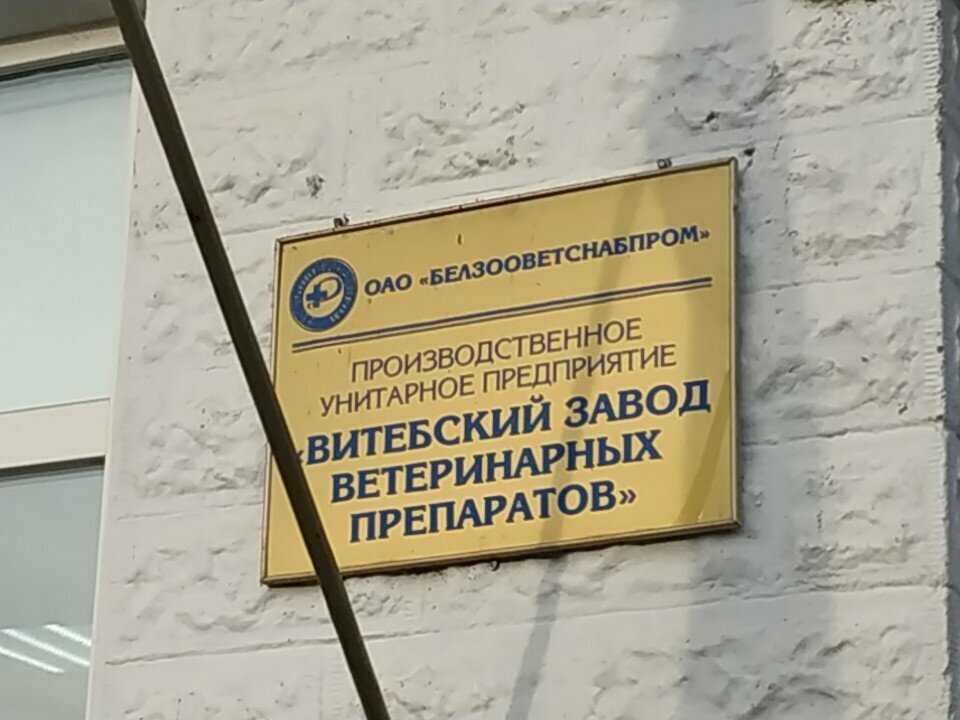 ОАО «БЕЛЗООВЕТСНАБПРОМ»
ПРОИЗВОДСТВЕННОЕ
УНИТАРНОЕ ПРЕДПРИЯТИЕ
«ВИТЕБСКИЙ ЗАВОД
ВЕТЕРИНАРНЫХ
ПРЕПАРАТОВ»